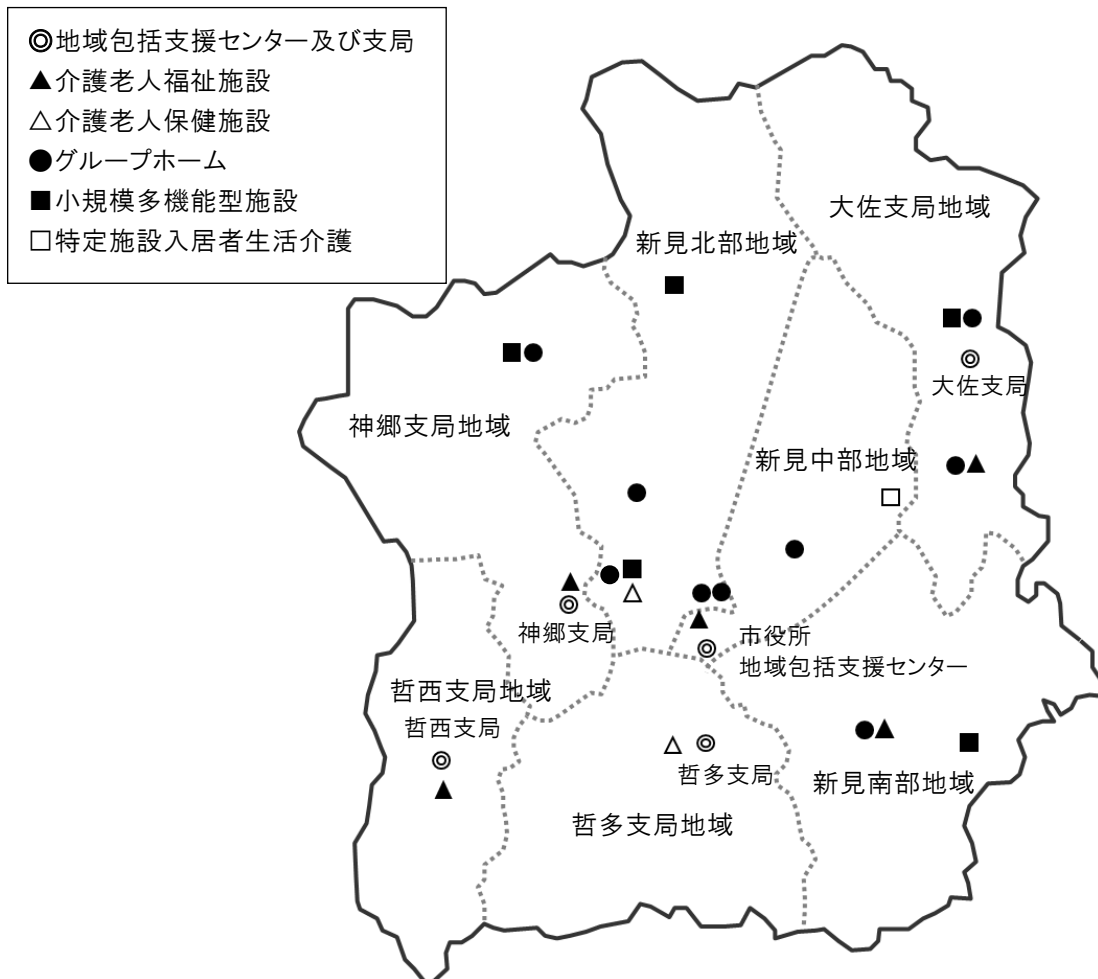 ◎地域包括支援センター及び支局
▲介護老人福祉施設
△介護老人保健施設
●グループホーム
■小規模多機能型施設
□特定施設入居者生活介護
大佐支局地域
新見北部地域
大佐支局
神郷支局地域
新見中部地域
神郷支局
市役所
地域包括支援センター
哲西支局地域
哲西支局
哲多支局
新見南部地域
哲多支局地域